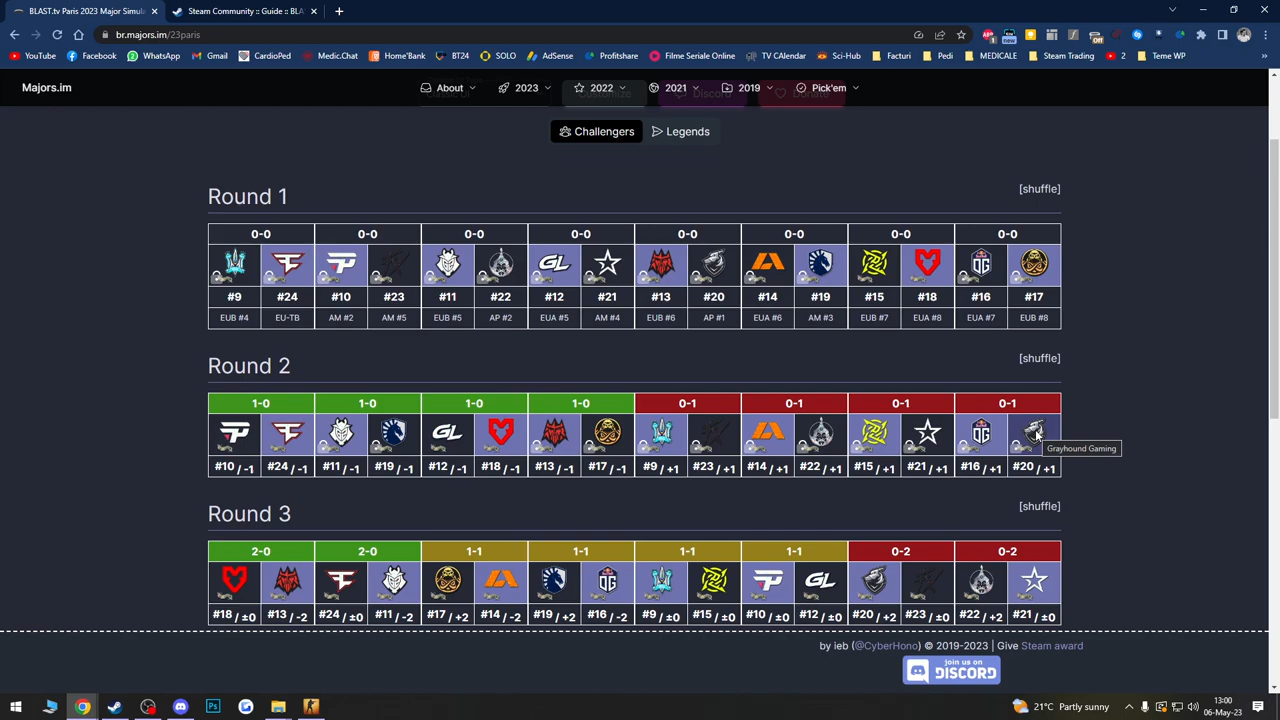 BLAST.tv Paris 2023 Major Simula
Steam Community :: Guide :: BLA
br.majors.im/23paris
YouTube
Facebook
WhatsApp
Gmail
CardioPed
Medic.Chat
Home'Bank
BT24
SOLO
AdSense
Profitshare
Filme Seriale Online
TV CAlendar
Sci-Hub
Facturi
Pedi
MEDICALE
Steam Trading
2
Teme WP
Majors.im
About
2023
2022
2021
2019
Pick'em
Customize
Discord
Donate
Challengers
Legends
Round 1
[shuffle]
0-0 0-0 0-0 0-0 0-0 0-0 0-0 0-0
#9 #24 #10 #23 #11 #22 #12 #21 #13 #20 #14 #19 #15 #18 #16 #17
EUB #4 EU-TB AM #2 AM #5 EUB #5 AP #2 EUA #5 AM #4 EUB #6 AP #1 EUA #6 AM #3 EUB #7 EUA #8 EUA #7 EUB #8
Round 2
[shuffle]
1-0 1-0 1-0 1-0 0-1 0-1 0-1 0-1
Grayhound Gaming
#10 / -1 #24 / -1 #11 / -1 #19 / -1 #12 / -1 #18 / -1 #13 / -1 #17 / -1 #9 / +1 #23 / +1 #14 / +1 #22 / +1 #15 / +1 #21 / +1 #16 / +1 #20 / +1
Round 3
[shuffle]
2-0 2-0 1-1 1-1 1-1 1-1 0-2 0-2
#18 / ±0 #13 / -2 #24 / ±0 #11 / -2 #17 / +2 #14 / -2 #19 / +2 #16 / -2 #9 / ±0 #15 / ±0 #10 / ±0 #12 / ±0 #20 / +2 #23 / ±0 #22 / +2 #21 / ±0
by ieb (@CyberHono) © 2019-2023 | Give Steam award
join us on
DISCORD
21°C Partly sunny
13:00
06-May-23